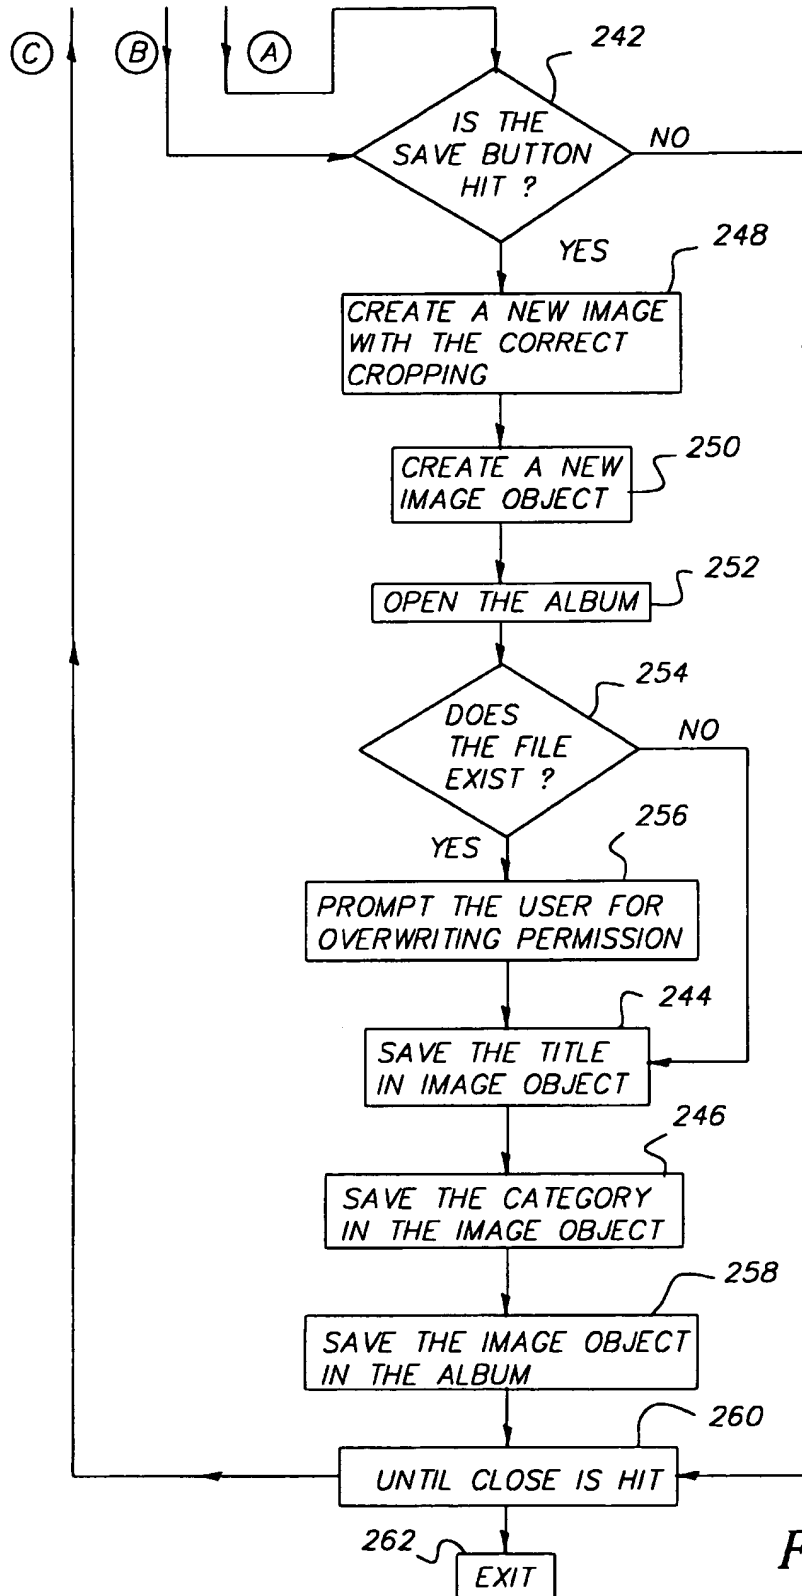 C
B
A
242
IS THE
SAVE BUTTON
HIT ?
NO
YES
248
CREATE A NEW IMAGE
WITH THE CORRECT
CROPPING
250
CREATE A NEW
IMAGE OBJECT
252
OPEN THE ALBUM
254
DOES
THE FILE
EXIST ?
NO
YES
256
PROMPT THE USER FOR
OVERWRITING PERMISSION
244
SAVE THE TITLE
IN IMAGE OBJECT
246
SAVE THE CATEGORY
IN THE IMAGE OBJECT
258
SAVE THE IMAGE OBJECT
IN THE ALBUM
260
UNTIL CLOSE IS HIT
262
EXIT
F